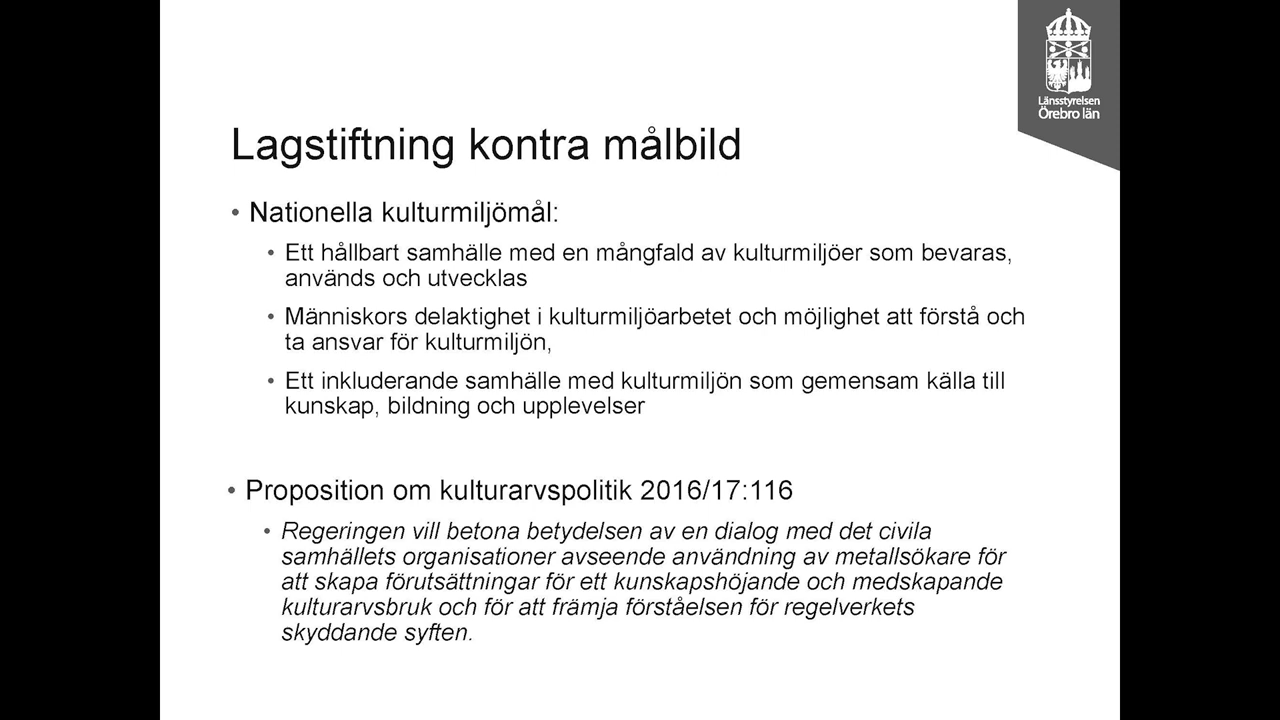 Länsstyrelsen
Örebro län
Lagstiftning kontra målbild
• Nationella kulturmiljömål:
• Ett hållbart samhälle med en mångfald av kulturmiljöer som bevaras,
används och utvecklas
• Människors delaktighet i kulturmiljöarbetet och möjlighet att förstå och
ta ansvar för kulturmiljön,
• Ett inkluderande samhälle med kulturmiljön som gemensam källa till
kunskap, bildning och upplevelser
• Proposition om kulturarvspolitik 2016/17:116
• Regeringen vill betona betydelsen av en dialog med det civila
samhällets organisationer avseende användning av metallsökare för
att skapa förutsättningar för ett kunskapshöjande och medskapande
kulturarvsbruk och för att främja förståelsen för regelverkets
skyddande syften.